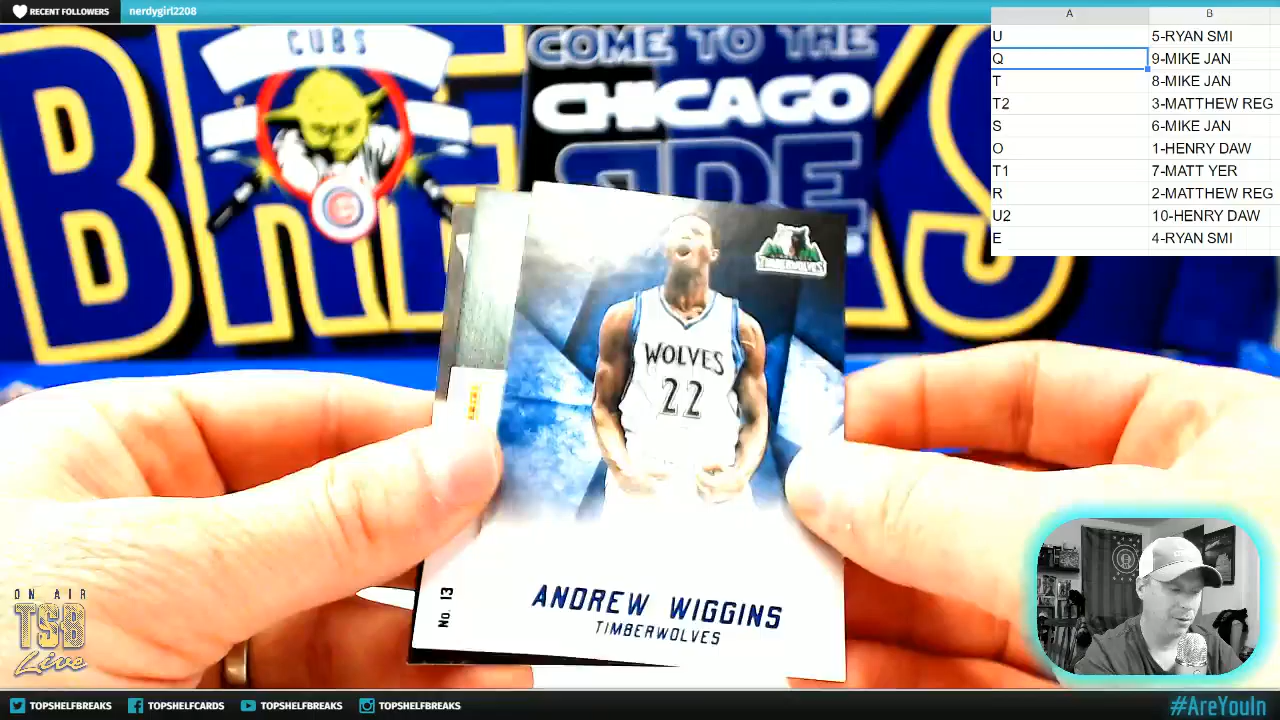 RECENT FOLLOWERS nerdygirl2208
A B
U 5-RYAN SMI
Q 9-MIKE JAN
T 8-MIKE JAN
T2 3-MATTHEW REG
S 6-MIKE JAN
O 1-HENRY DAW
T1 7-MATT YER
R 2-MATTHEW REG
U2 10-HENRY DAW
E 4-RYAN SMI
CUBS
COME TO THE
CHICAGO
WOLVES
22
No. 13
ANDREW WIGGINS
TIMBERWOLVES
ON AIR
TSB
Live
TOPSHELFBREAKS TOPSHELFCARDS TOPSHELFBREAKS TOPSHELFBREAKS #AreYouIn